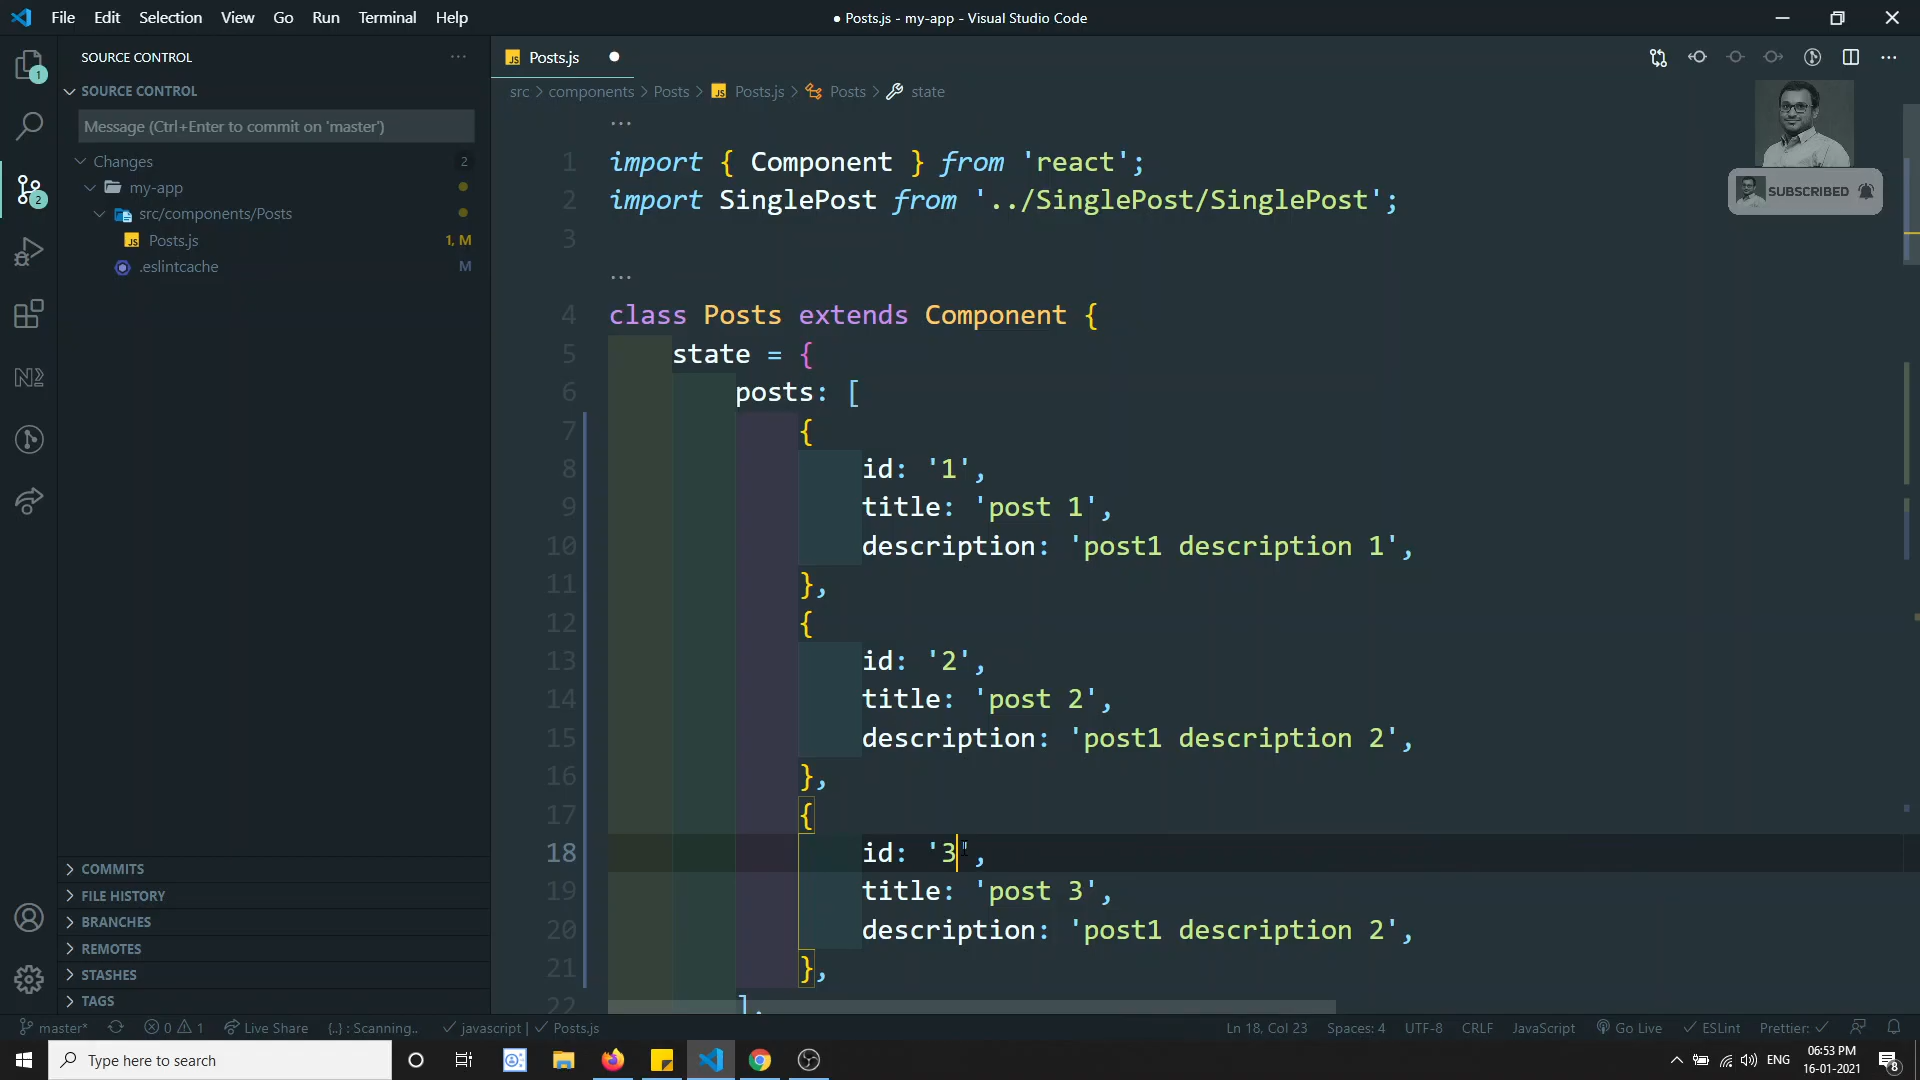 File Edit Selection View Go Run Terminal Help
● Posts.js - my-app - Visual Studio Code
SOURCE CONTROL
SOURCE CONTROL
Message (Ctrl+Enter to commit on 'master')
Changes 2
my-app
src/components/Posts
Posts.js 1, M
.eslintcache M
COMMITS
FILE HISTORY
BRANCHES
REMOTES
STASHES
TAGS
1
2
Posts.js
src > components > Posts > Posts.js > Posts > state
SUBSCRIBED
...
1 import { Component } from 'react';
2 import SinglePost from '../SinglePost/SinglePost';
3
...
4 class Posts extends Component {
5 state = {
6 posts: [
7 {
8 id: '1',
9 title: 'post 1',
10 description: 'post1 description 1',
11 },
12 {
13 id: '2',
14 title: 'post 2',
15 description: 'post1 description 2',
16 },
17 {
18 id: '3',
19 title: 'post 3',
20 description: 'post1 description 2',
21 },
22 ],
master* 0 1 Live Share {..} : Scanning.. javascript | Posts.js
Ln 18, Col 23 Spaces: 4 UTF-8 CRLF JavaScript Go Live ESLint Prettier:
Type here to search
ENG
06:53 PM
16-01-2021
8